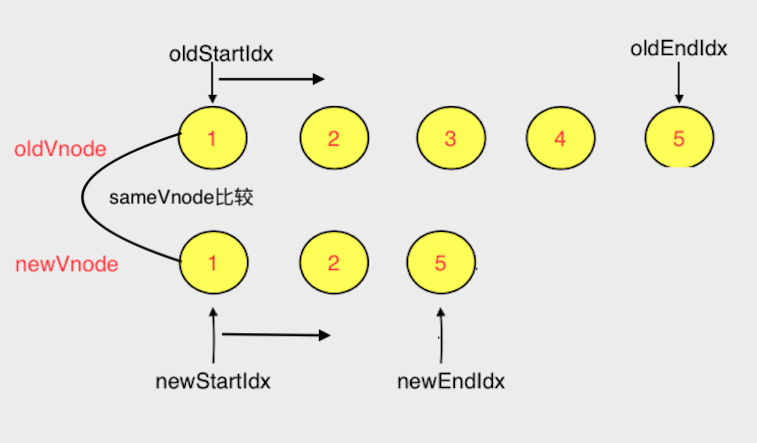 oldStartIdx
oldEndIdx
1 2 3 4 5
oldVnode
sameVnode比较
newVnode
1 2 5
newStartIdx
newEndIdx